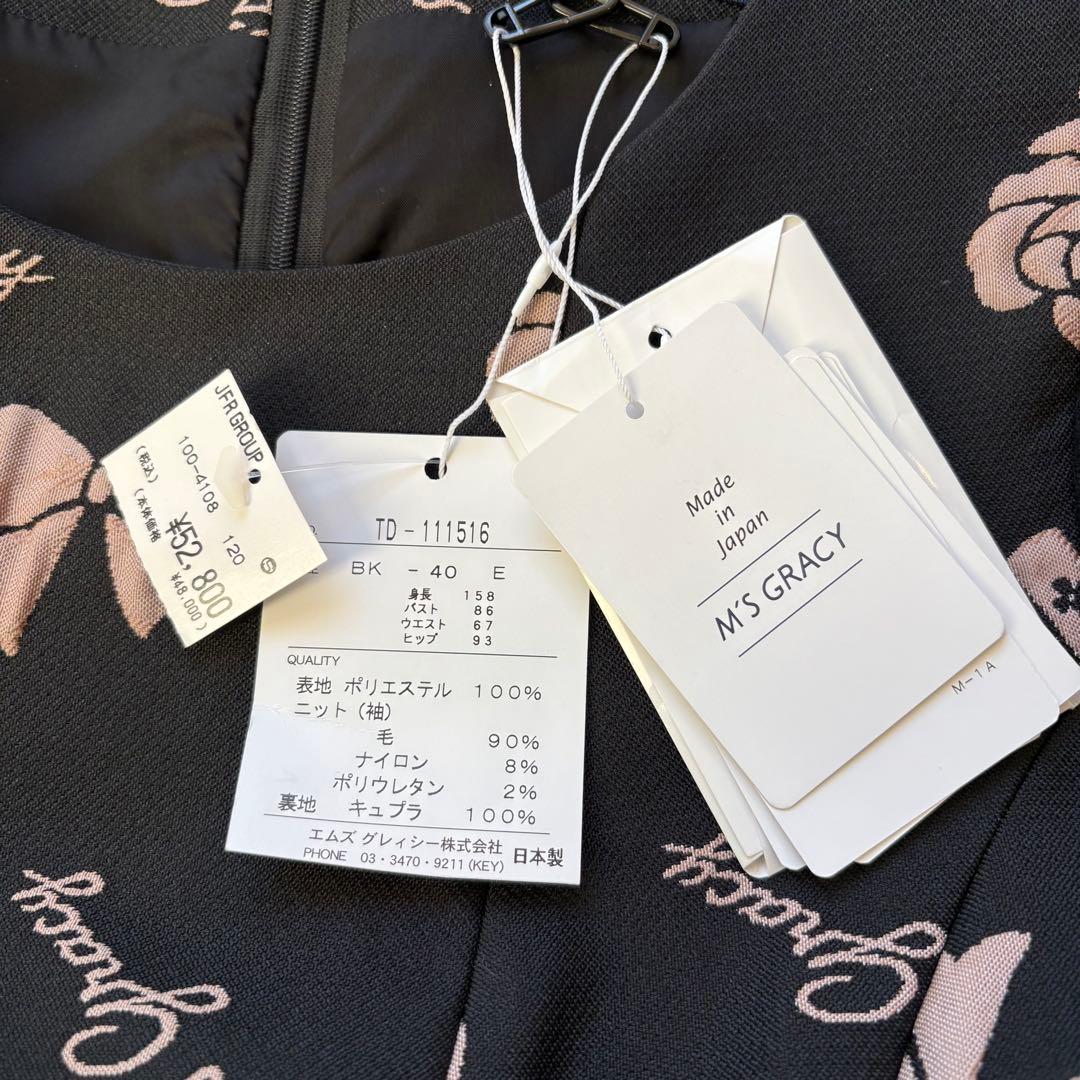 JFR GROUP
100-4108 120 ⑤
¥52,800
(税込)
(本体価格 ¥48,000)
TD-111516
BK -40 E
身長 158
バスト 86
ウエスト 67
ヒップ 93
QUALITY
表地 ポリエステル 100%
ニット(袖)
毛 90%
ナイロン 8%
ポリウレタン 2%
裏地 キュプラ 100%
エムズ グレィシー株式会社
PHONE 03・3470・9211(KEY) 日本製
Made
in
Japan
M'S GRACY
M-1A
Gracy
Gracy